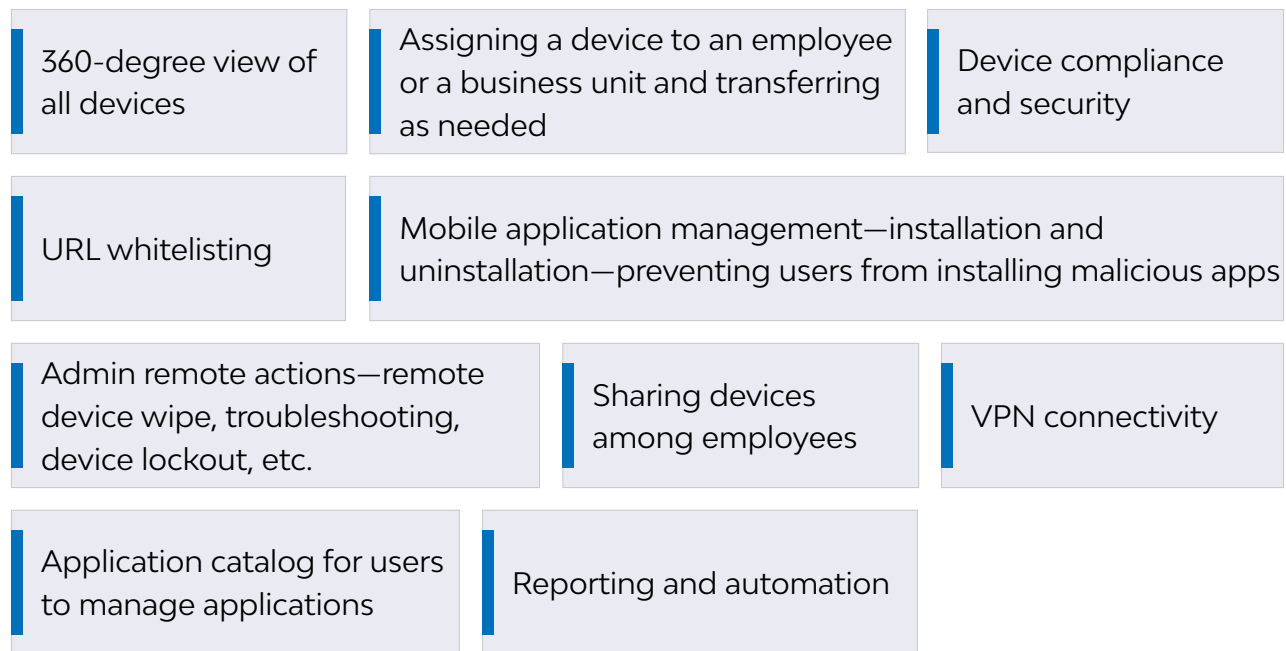 360-degree view of
all devices
Assigning a device to an employee
or a business unit and transferring
as needed
Device compliance
and security
URL whitelisting
Mobile application management—installation and
uninstallation—preventing users from installing malicious apps
Admin remote actions—remote
device wipe, troubleshooting,
device lockout, etc.
Sharing devices
among employees
VPN connectivity
Application catalog for users
to manage applications
Reporting and automation